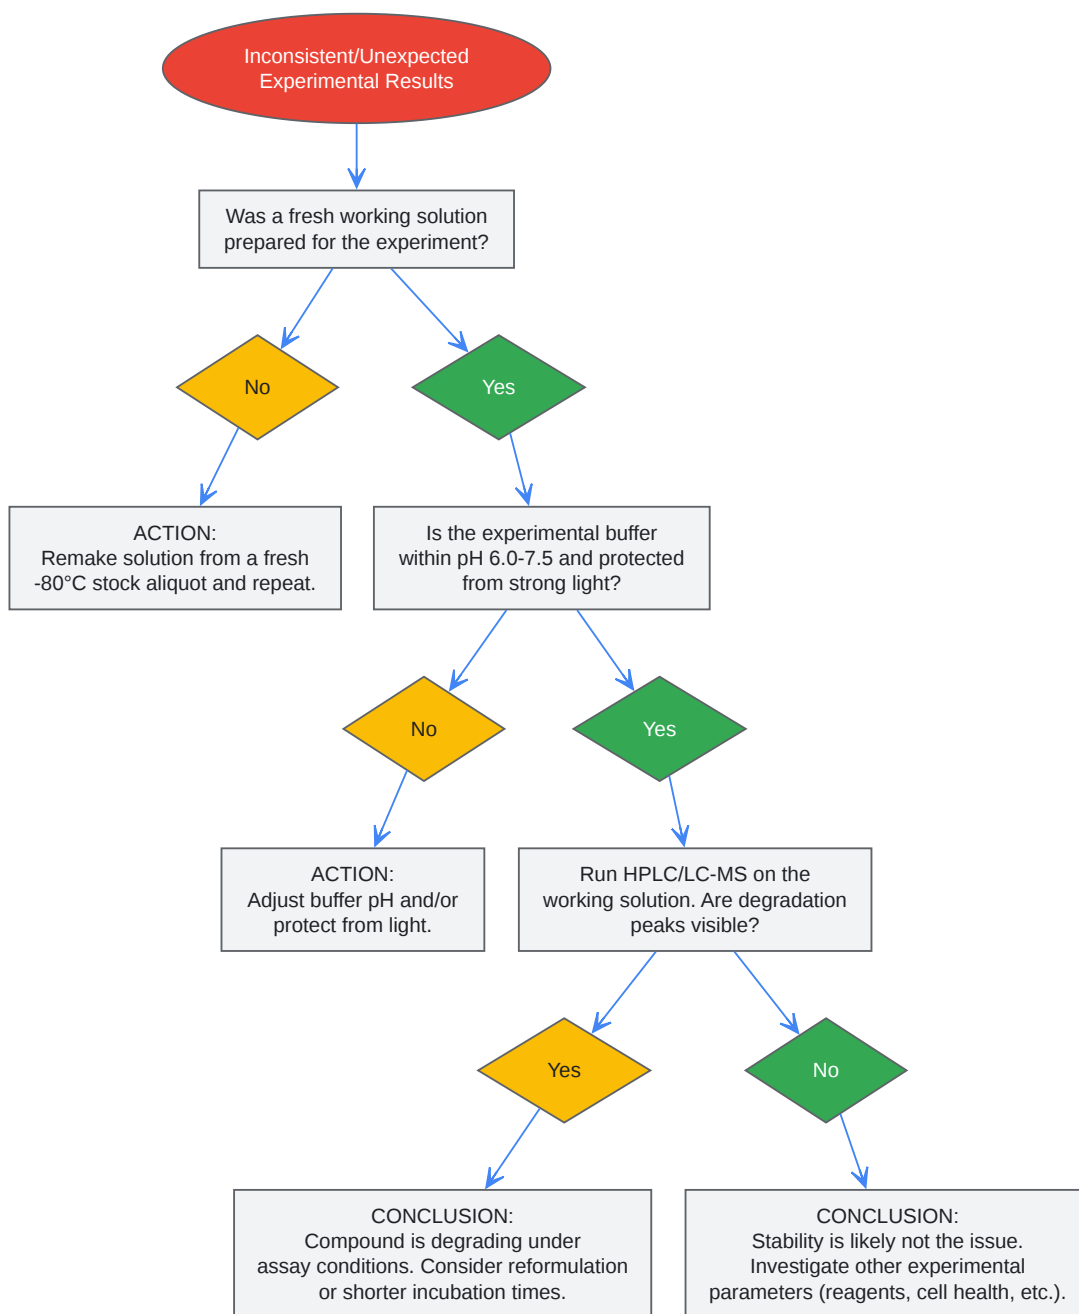 Inconsistent/Unexpected
Experimental Results
Was a fresh working solution
prepared for the experiment?
No
Yes
ACTION:
Remake solution from a fresh
-80°C stock aliquot and repeat.
Is the experimental buffer
within pH 6.0-7.5 and protected
from strong light?
No
Yes
ACTION:
Adjust buffer pH and/or
protect from light.
Run HPLC/LC-MS on the
working solution. Are degradation
peaks visible?
Yes
No
CONCLUSION:
Compound is degrading under
assay conditions. Consider reformulation
or shorter incubation times.
CONCLUSION:
Stability is likely not the issue.
Investigate other experimental
parameters (reagents, cell health, etc.).